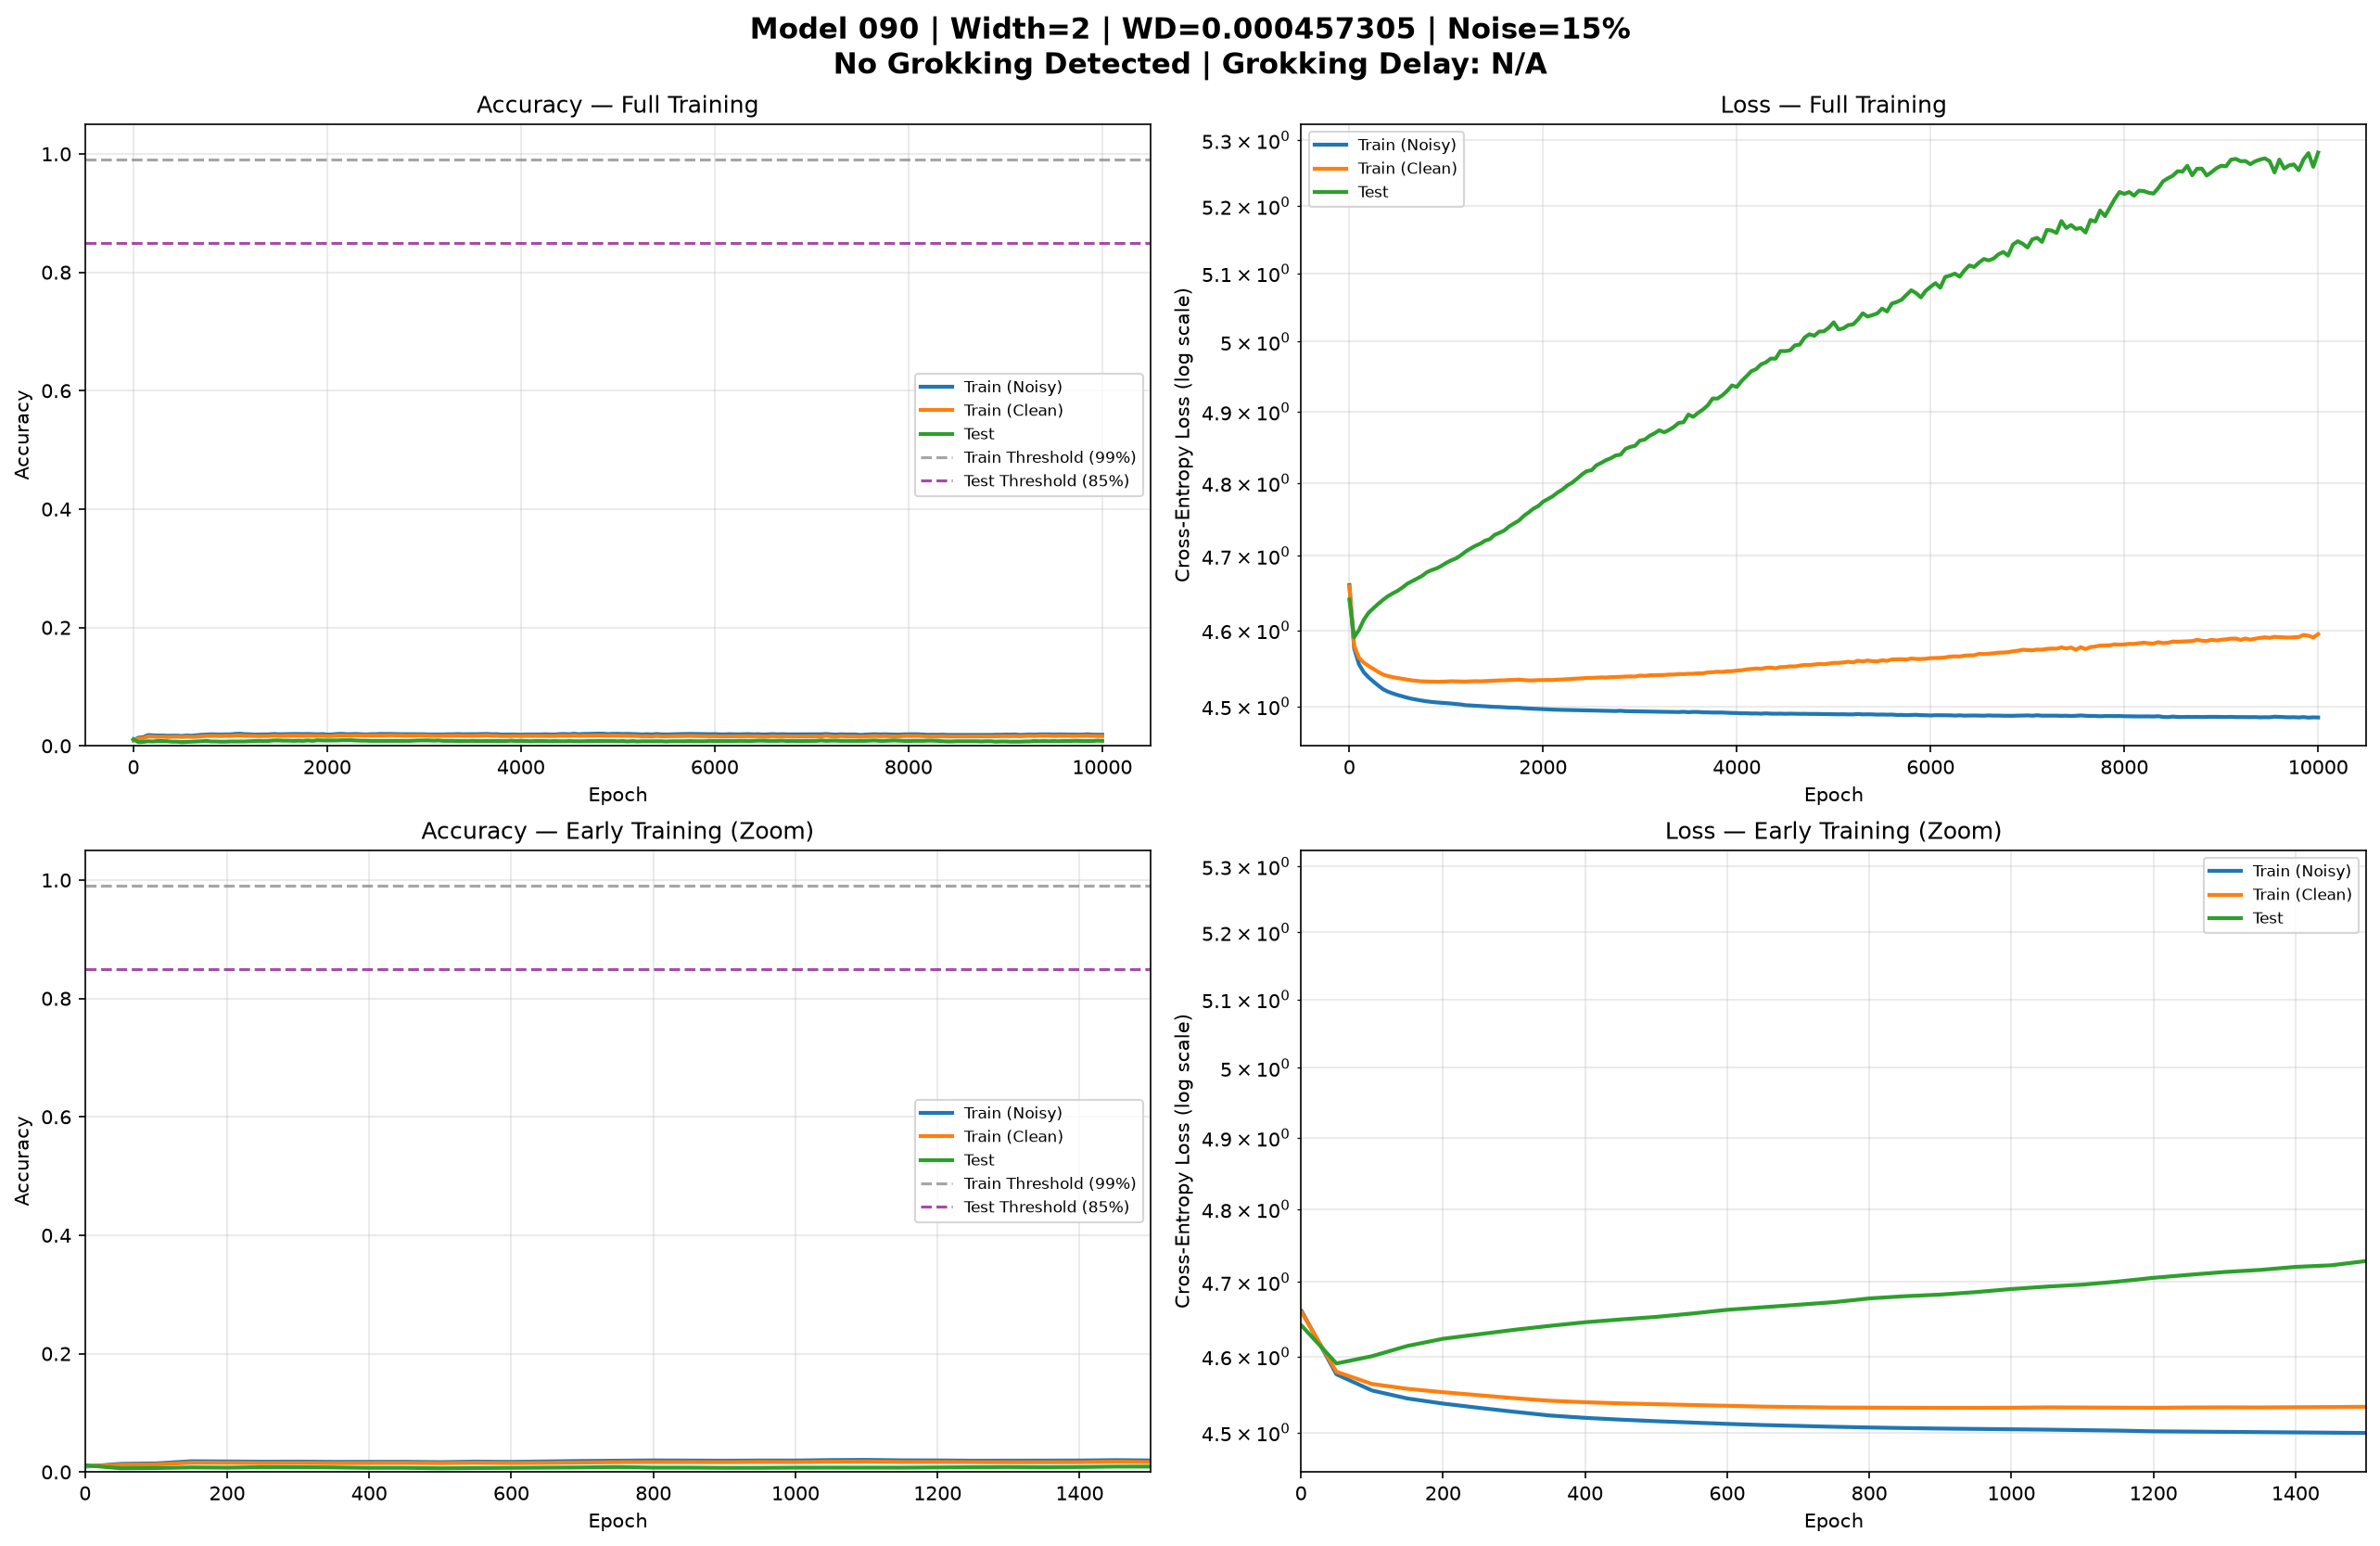 Model 090 | Width=2 | WD=0.000457305 | Noise=15%
No Grokking Detected | Grokking Delay: N/A
Accuracy — Full Training
1.0
0.8
0.6
0.4
0.2
0.0
Accuracy
0 2000 4000 6000 8000 10000
Epoch
Train (Noisy)
Train (Clean)
Test
Train Threshold (99%)
Test Threshold (85%)
Loss — Full Training
5.3 × 10⁰
5.2 × 10⁰
5.1 × 10⁰
5 × 10⁰
4.9 × 10⁰
4.8 × 10⁰
4.7 × 10⁰
4.6 × 10⁰
4.5 × 10⁰
Cross-Entropy Loss (log scale)
0 2000 4000 6000 8000 10000
Epoch
Train (Noisy)
Train (Clean)
Test
Accuracy — Early Training (Zoom)
1.0
0.8
0.6
0.4
0.2
0.0
Accuracy
0 200 400 600 800 1000 1200 1400
Epoch
Train (Noisy)
Train (Clean)
Test
Train Threshold (99%)
Test Threshold (85%)
Loss — Early Training (Zoom)
5.3 × 10⁰
5.2 × 10⁰
5.1 × 10⁰
5 × 10⁰
4.9 × 10⁰
4.8 × 10⁰
4.7 × 10⁰
4.6 × 10⁰
4.5 × 10⁰
Cross-Entropy Loss (log scale)
0 200 400 600 800 1000 1200 1400
Epoch
Train (Noisy)
Train (Clean)
Test